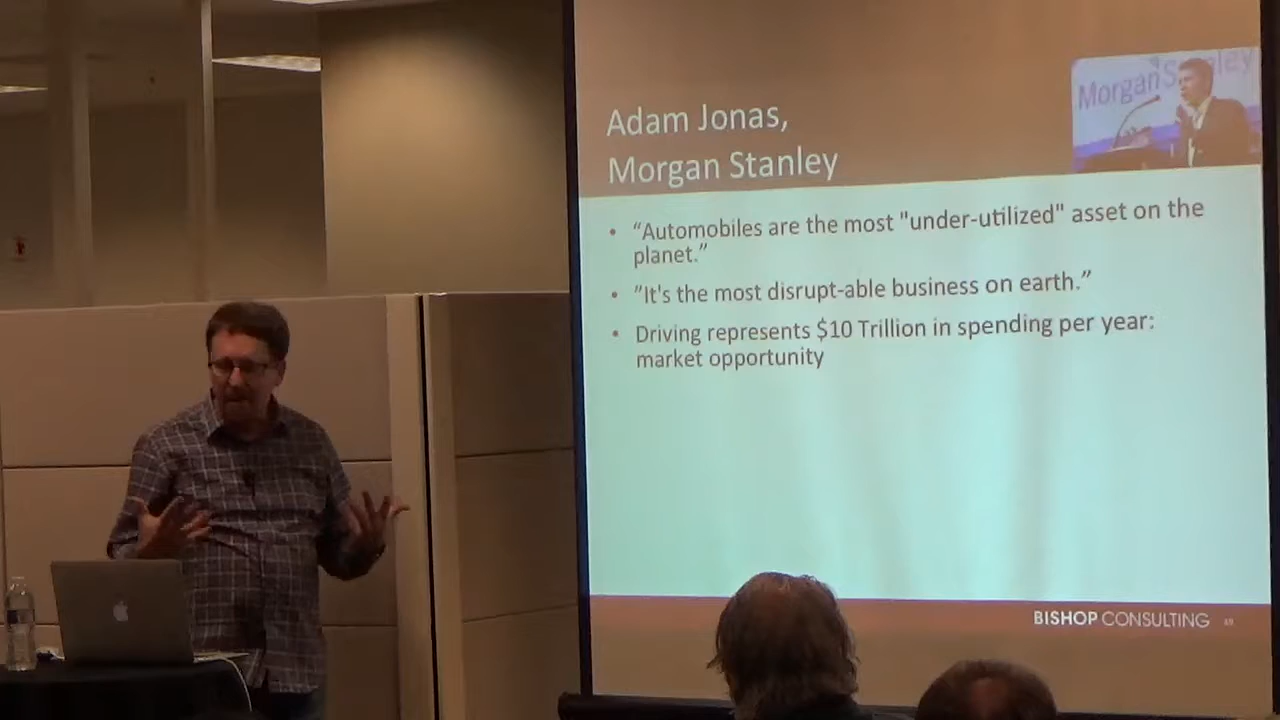 Adam Jonas,
Morgan Stanley
Morgan Stanley
• “Automobiles are the most "under-utilized" asset on the
planet.”
• ”It's the most disrupt-able business on earth.”
• Driving represents $10 Trillion in spending per year:
market opportunity
BISHOP CONSULTING